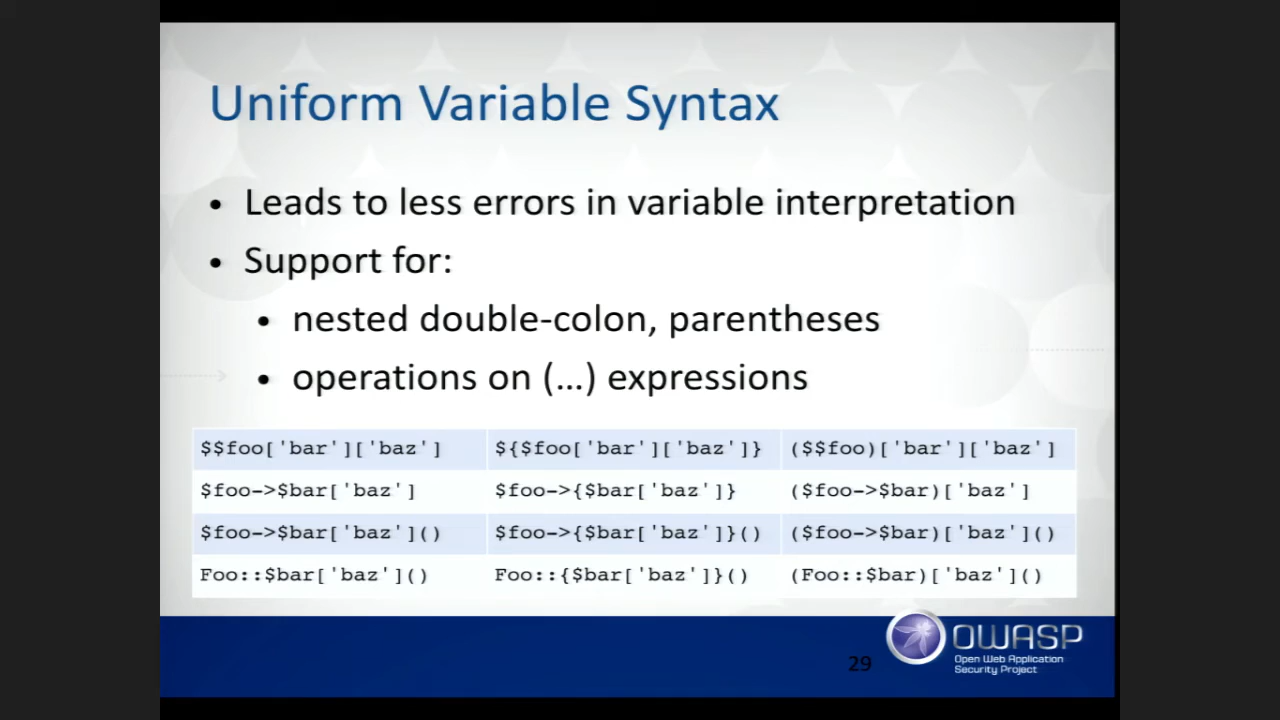 Uniform Variable Syntax
• Leads to less errors in variable interpretation
• Support for:
• nested double-colon, parentheses
• operations on (…) expressions
$$foo['bar']['baz'] ${$foo['bar']['baz']} ($$foo)['bar']['baz']
$foo->$bar['baz'] $foo->{$bar['baz']} ($foo->$bar)['baz']
$foo->$bar['baz']() $foo->{$bar['baz']}() ($foo->$bar)['baz']()
Foo::$bar['baz']() Foo::{$bar['baz']}() (Foo::$bar)['baz']()
29
OWASP
Open Web Application
Security Project